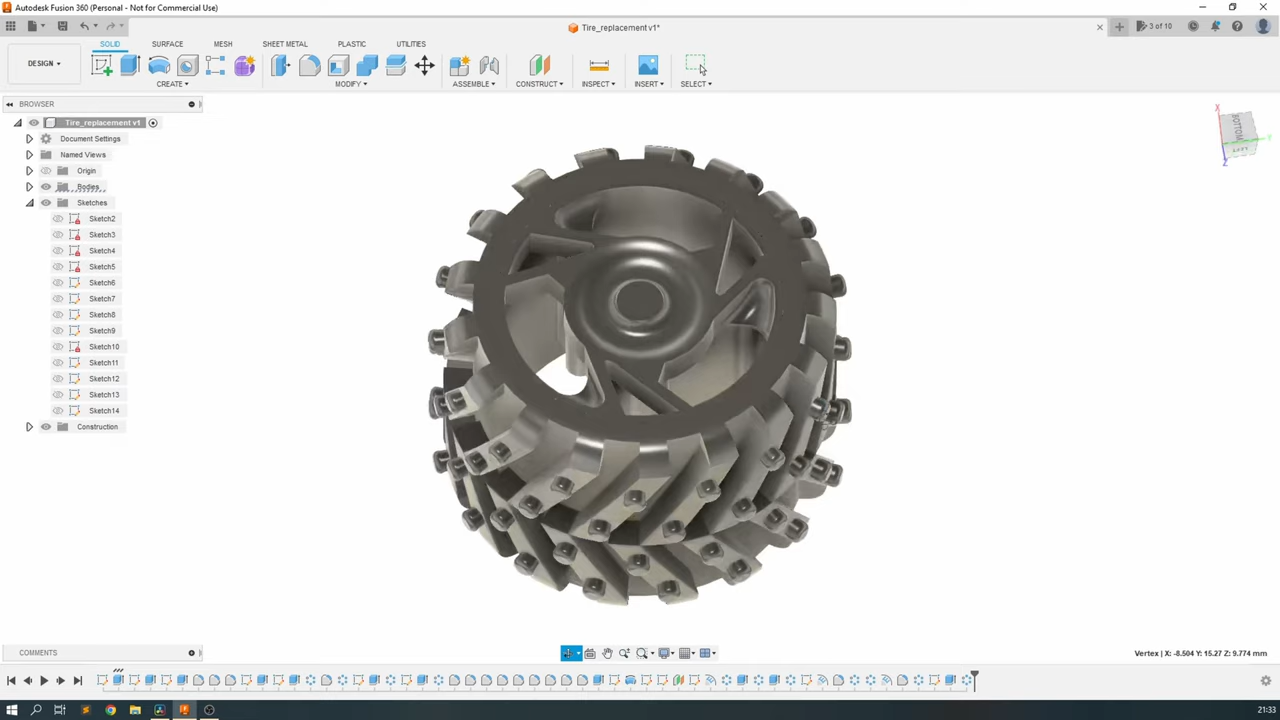 Autodesk Fusion 360 (Personal - Not for Commercial Use)
Tire_replacement v1*
3 of 10
DESIGN
SOLID SURFACE MESH SHEET METAL PLASTIC UTILITIES
CREATE MODIFY ASSEMBLE CONSTRUCT INSPECT INSERT SELECT
BROWSER
Tire_replacement v1
Document Settings
Named Views
Origin
Bodies
Sketches
Sketch2
Sketch3
Sketch4
Sketch5
Sketch6
Sketch7
Sketch8
Sketch9
Sketch10
Sketch11
Sketch12
Sketch13
Sketch14
Construction
X
BOTTOM
Y
Z
COMMENTS
Vertex | X: -8.504 Y: 15.27 Z: 9.774 mm
21:33